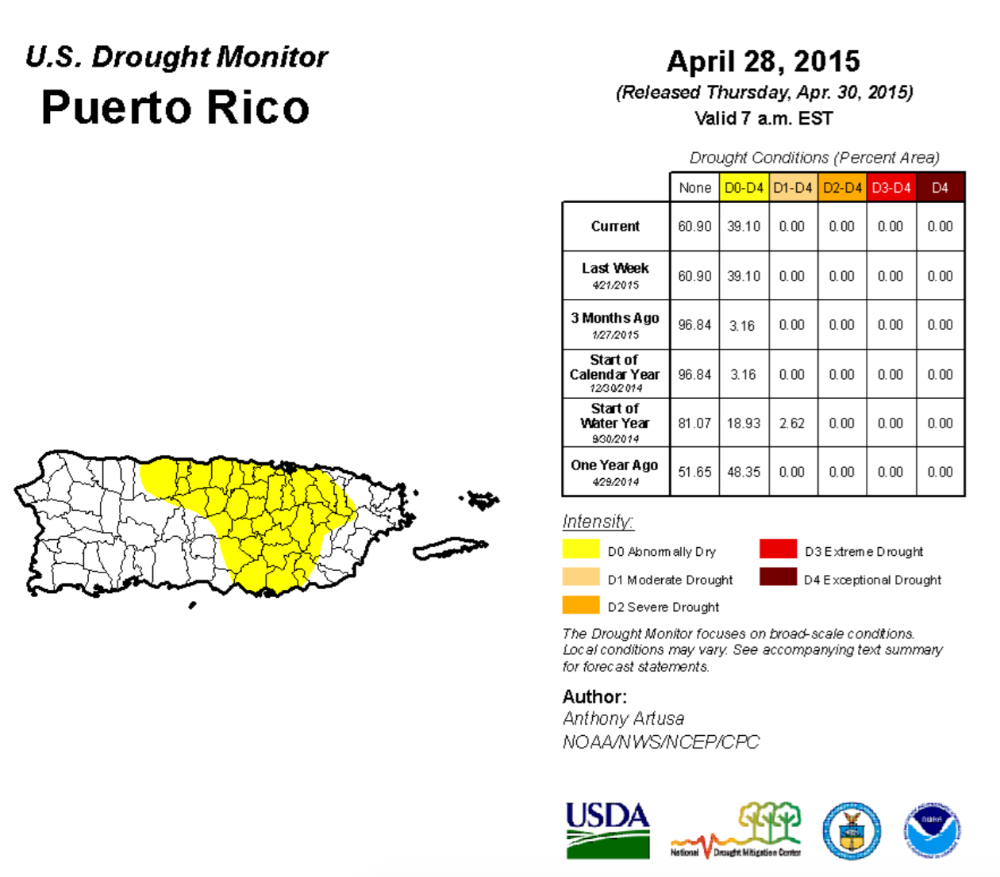 U.S. Drought Monitor
Puerto Rico
April 28, 2015
(Released Thursday, Apr. 30, 2015)
Valid 7 a.m. EST
Drought Conditions (Percent Area)
None D0-D4 D1-D4 D2-D4 D3-D4 D4
Current 60.90 39.10 0.00 0.00 0.00 0.00
Last Week
4/21/2015
60.90 39.10 0.00 0.00 0.00 0.00
3 Months Ago
1/27/2015
96.84 3.16 0.00 0.00 0.00 0.00
Start of
Calendar Year
12/30/2014
96.84 3.16 0.00 0.00 0.00 0.00
Start of
Water Year
9/30/2014
81.07 18.93 2.62 0.00 0.00 0.00
One Year Ago
4/29/2014
51.65 48.35 0.00 0.00 0.00 0.00
Intensity:
D0 Abnormally Dry
D1 Moderate Drought
D2 Severe Drought
D3 Extreme Drought
D4 Exceptional Drought
The Drought Monitor focuses on broad-scale conditions.
Local conditions may vary. See accompanying text summary
for forecast statements.
Author:
Anthony Artusa
NOAA/NWS/NCEP/CPC
USDA
National Drought Mitigation Center